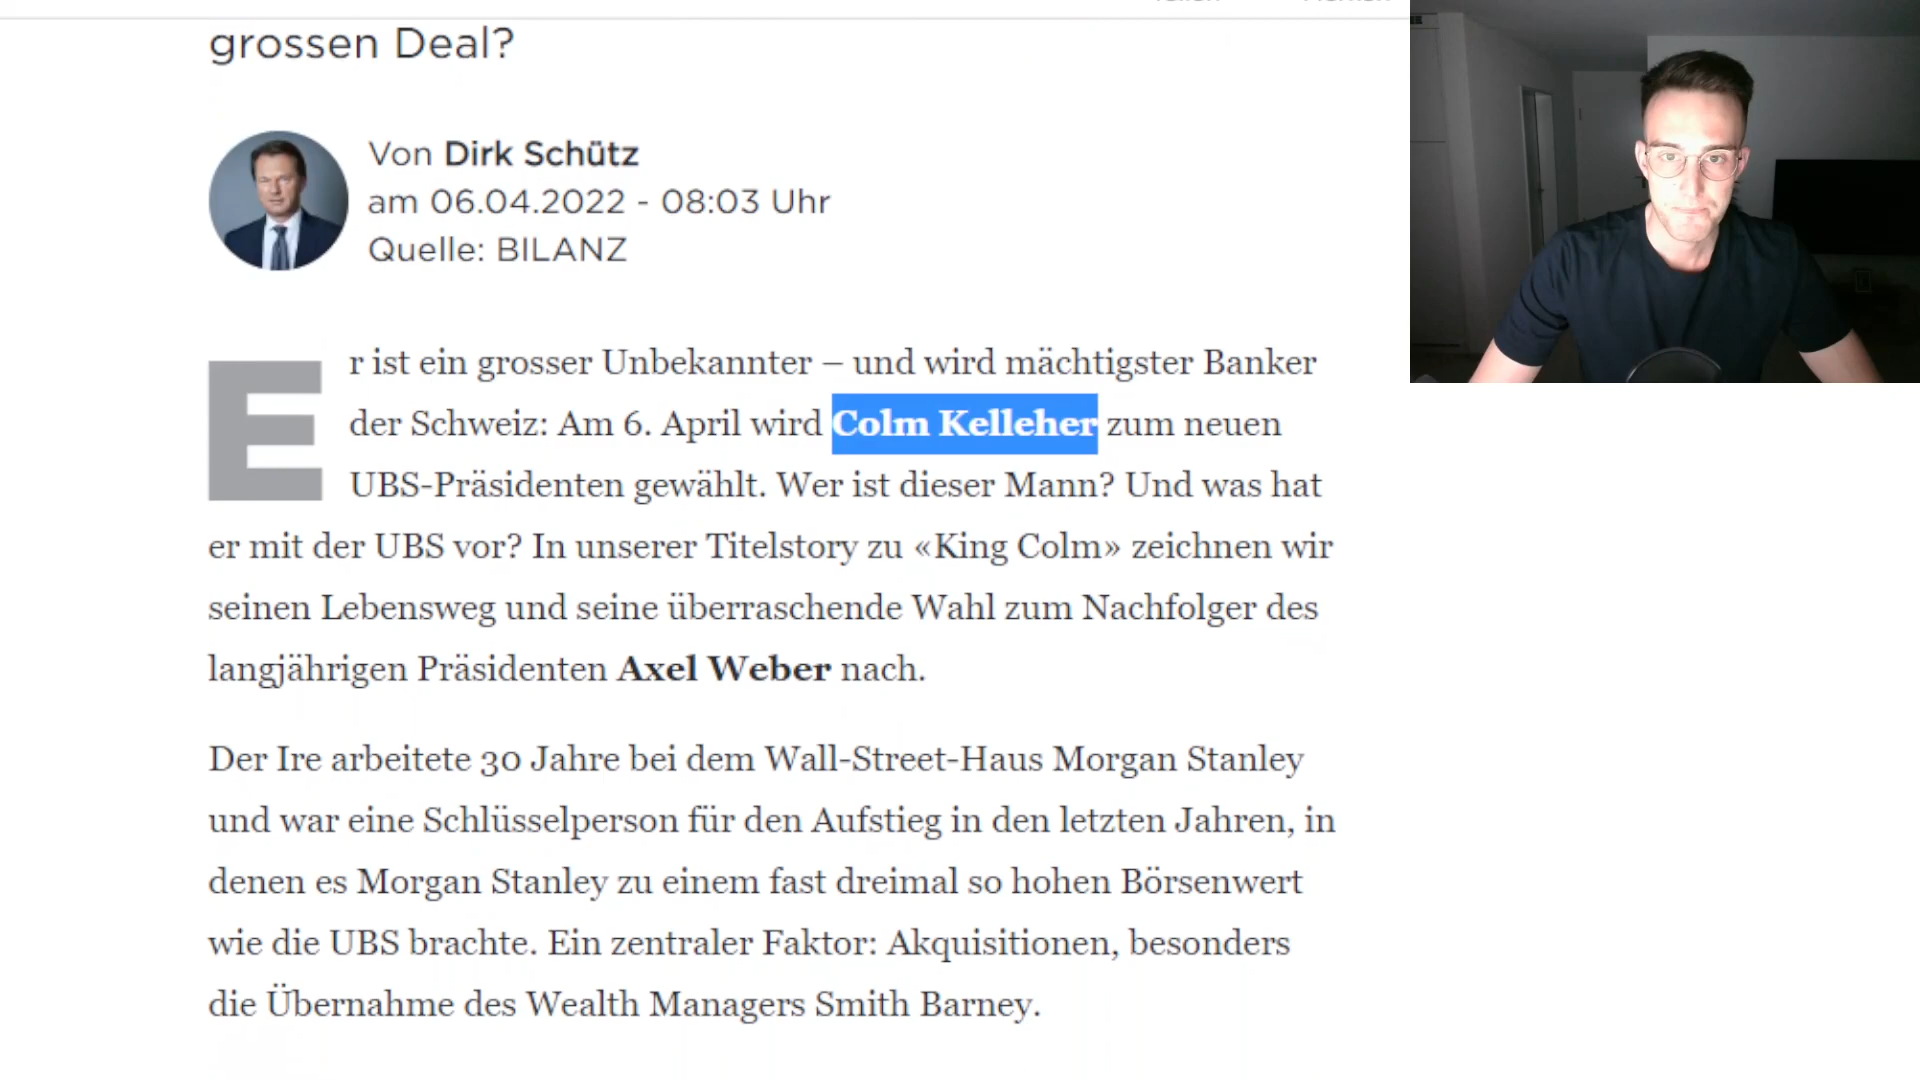 grossen Deal?
Von Dirk Schütz
am 06.04.2022 - 08:03 Uhr
Quelle: BILANZ
Er ist ein grosser Unbekannter – und wird mächtigster Banker
der Schweiz: Am 6. April wird Colm Kelleher zum neuen
UBS-Präsidenten gewählt. Wer ist dieser Mann? Und was hat
er mit der UBS vor? In unserer Titelstory zu «King Colm» zeichnen wir
seinen Lebensweg und seine überraschende Wahl zum Nachfolger des
langjährigen Präsidenten Axel Weber nach.
Der Ire arbeitete 30 Jahre bei dem Wall-Street-Haus Morgan Stanley
und war eine Schlüsselperson für den Aufstieg in den letzten Jahren, in
denen es Morgan Stanley zu einem fast dreimal so hohen Börsenwert
wie die UBS brachte. Ein zentraler Faktor: Akquisitionen, besonders
die Übernahme des Wealth Managers Smith Barney.